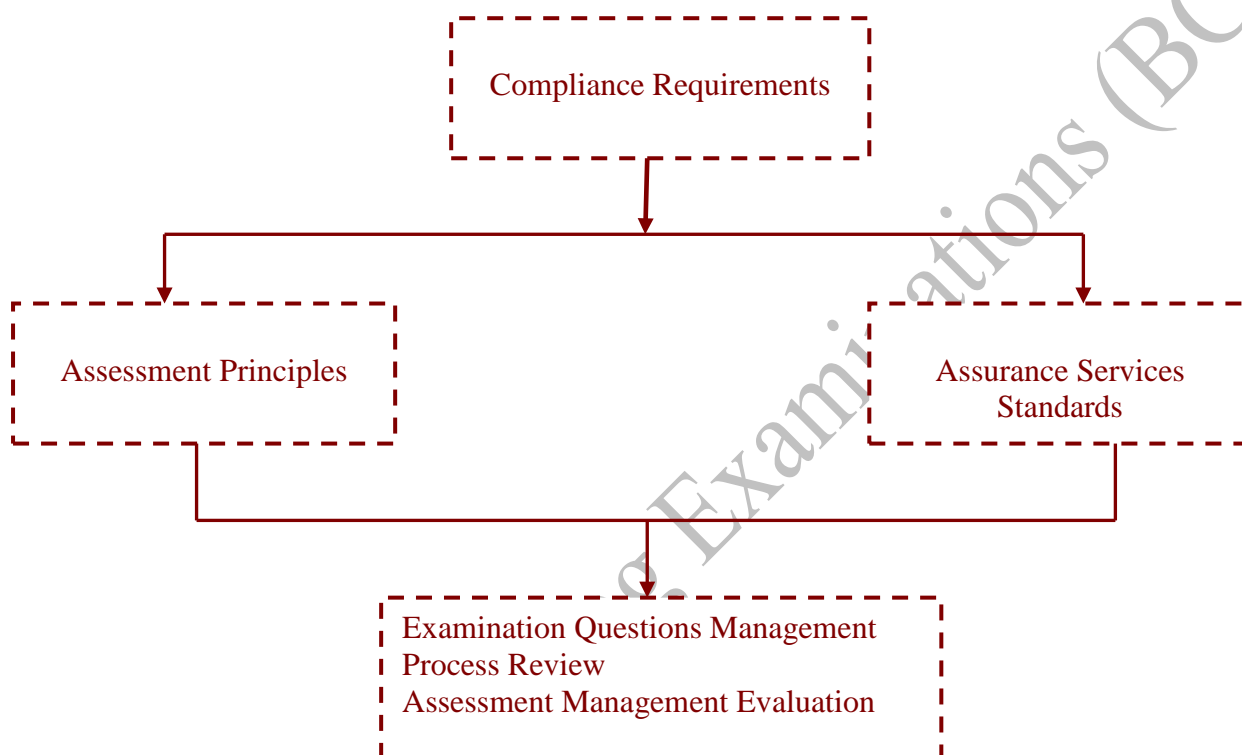 Compliance Requirements
Assessment Principles
Assurance Services
Standards
Examination Questions Management
Process Review
Assessment Management Evaluation